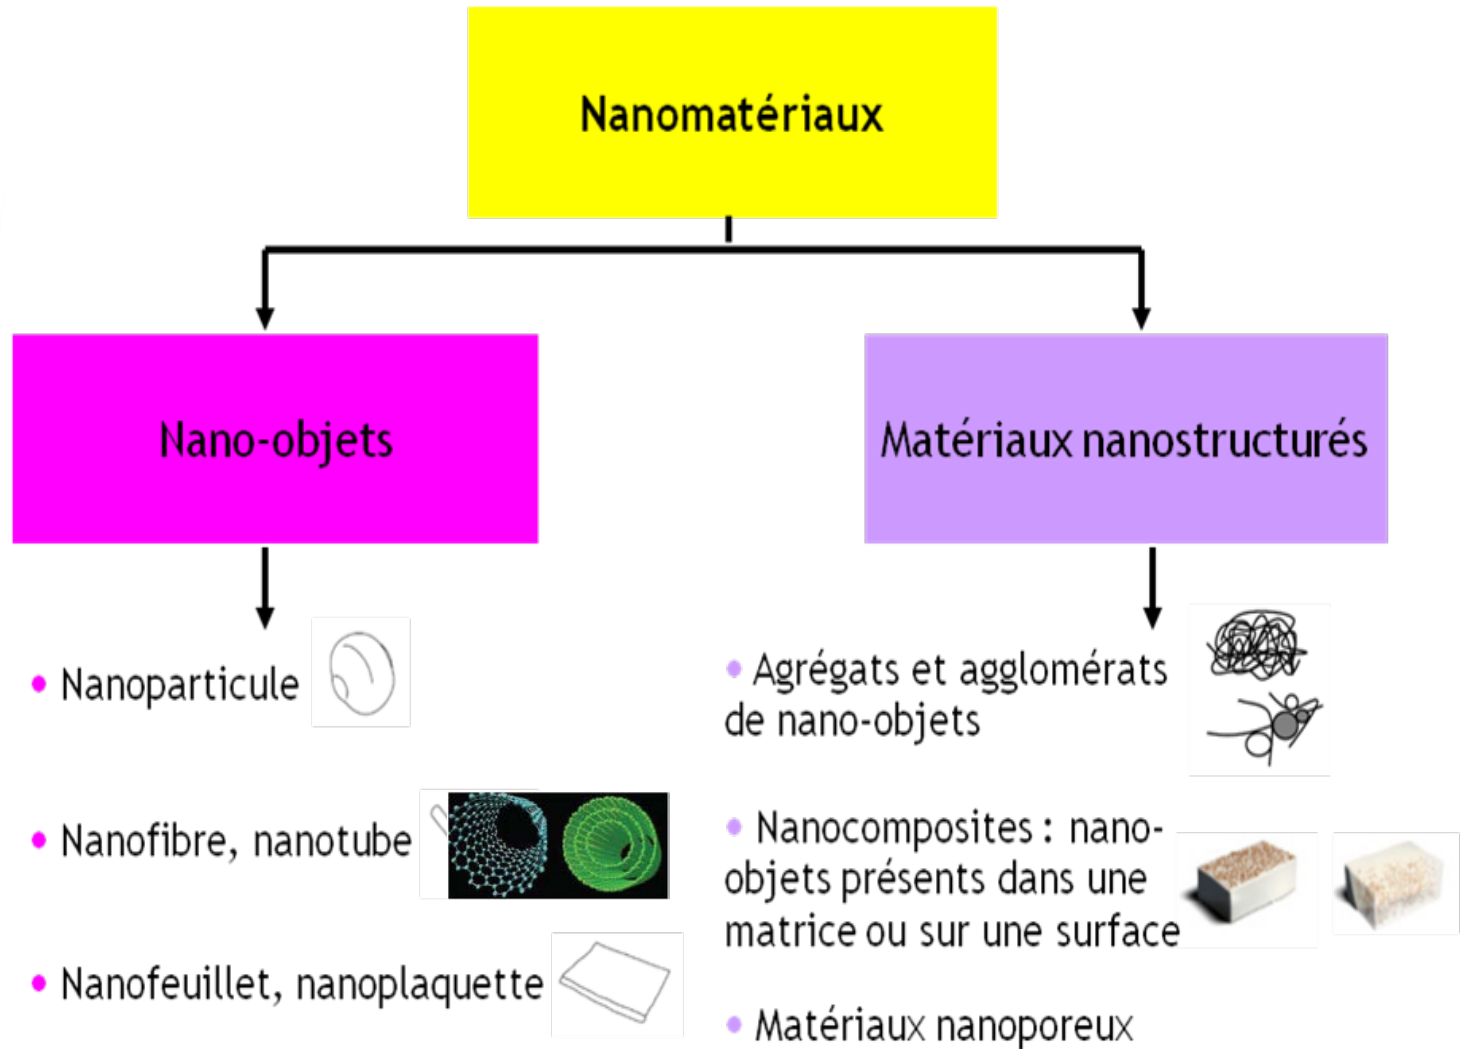 Nanomatériaux
Nano-objets
Matériaux nanostructurés
• Nanoparticule
• Nanofibre, nanotube
• Nanofeuillet, nanoplaquette
• Agrégats et agglomérats
de nano-objets
• Nanocomposites : nano-
objets présents dans une
matrice ou sur une surface
• Matériaux nanoporeux